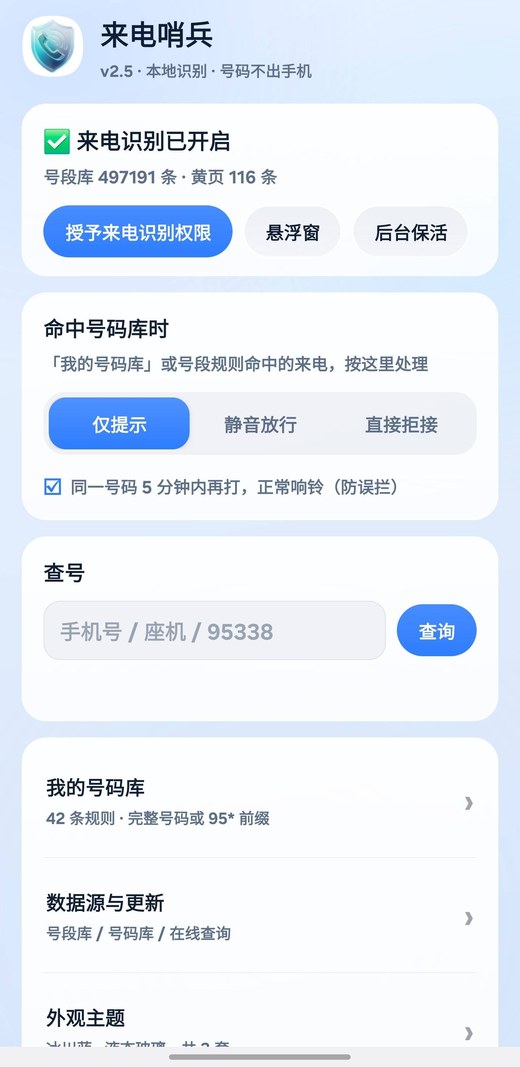 来电哨兵
v2.5 · 本地识别 · 号码不出手机
✅ 来电识别已开启
号段库 497191 条 · 黄页 116 条
授予来电识别权限 悬浮窗 后台保活
命中号码库时
「我的号码库」或号段规则命中的来电，按这里处理
仅提示 静音放行 直接拒接
同一号码 5 分钟内再打，正常响铃（防误拦）
查号
手机号 / 座机 / 95338 查询
我的号码库
42 条规则 · 完整号码或 95* 前缀
数据源与更新
号段库 / 号码库 / 在线查询
外观主题